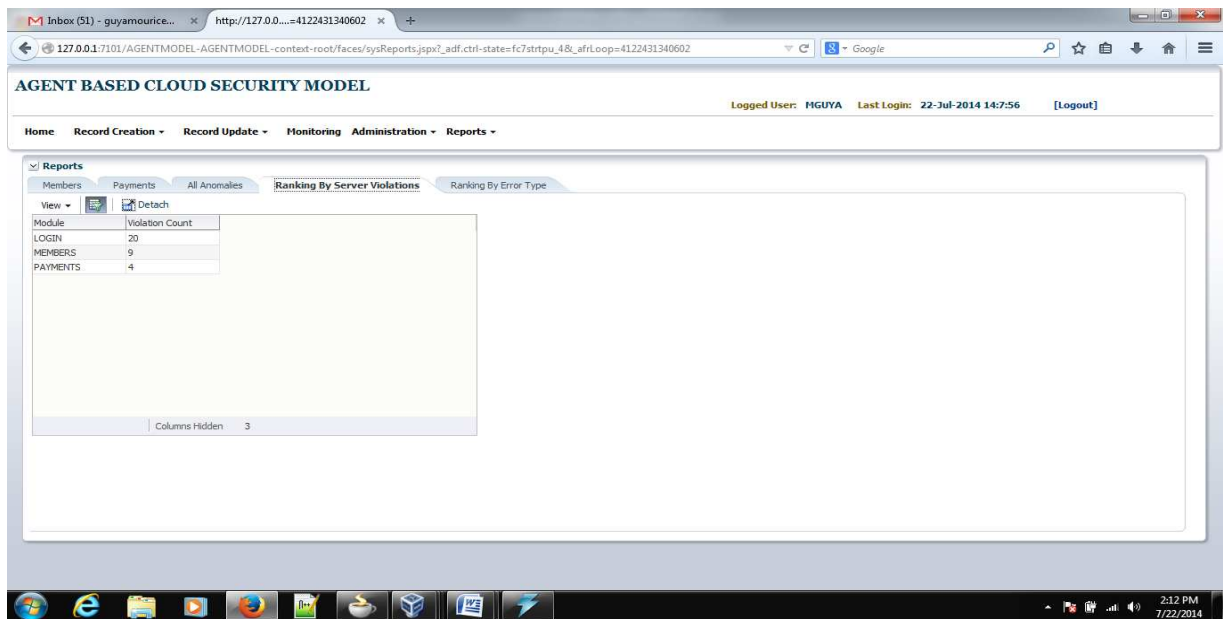 Inbox (51) - guyamourice... × http://127.0.0....=4122431340602 × +
127.0.0.1:7101/AGENTMODEL-AGENTMODEL-context-root/faces/sysReports.jspx?_adf.ctrl-state=fc7strtpu_4&_afrLoop=4122431340602 Google
AGENT BASED CLOUD SECURITY MODEL
Logged User: MGUYA Last Login: 22-Jul-2014 14:7:56 [Logout]
Home Record Creation Record Update Monitoring Administration Reports
Reports
Members Payments All Anomalies Ranking By Server Violations Ranking By Error Type
View Detach
Module Violation Count
LOGIN 20
MEMBERS 9
PAYMENTS 4
Columns Hidden 3
2:12 PM
7/22/2014